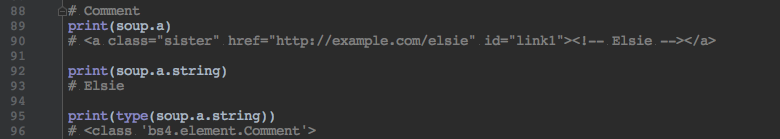 88 # Comment
89 print(soup.a)
90 # <a class="sister" href="http://example.com/elsie" id="link1"><!-- Elsie --></a>
91
92 print(soup.a.string)
93 # Elsie
94
95 print(type(soup.a.string))
96 # <class 'bs4.element.Comment'>